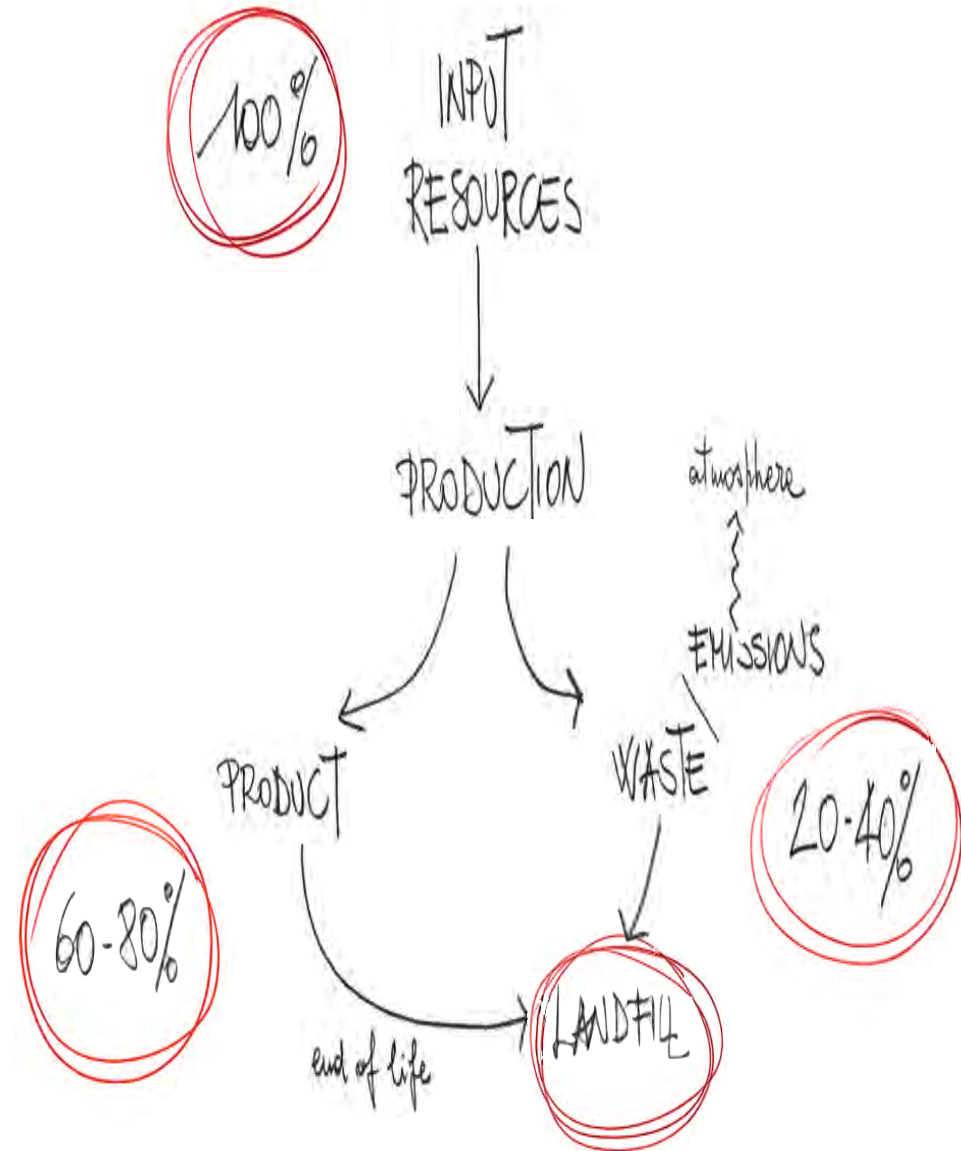 100%
INPUT
RESOURCES
PRODUCTION
atmosphere
EMISSIONS
PRODUCT
WASTE
20-40%
60-80%
LANDFILL
end of life